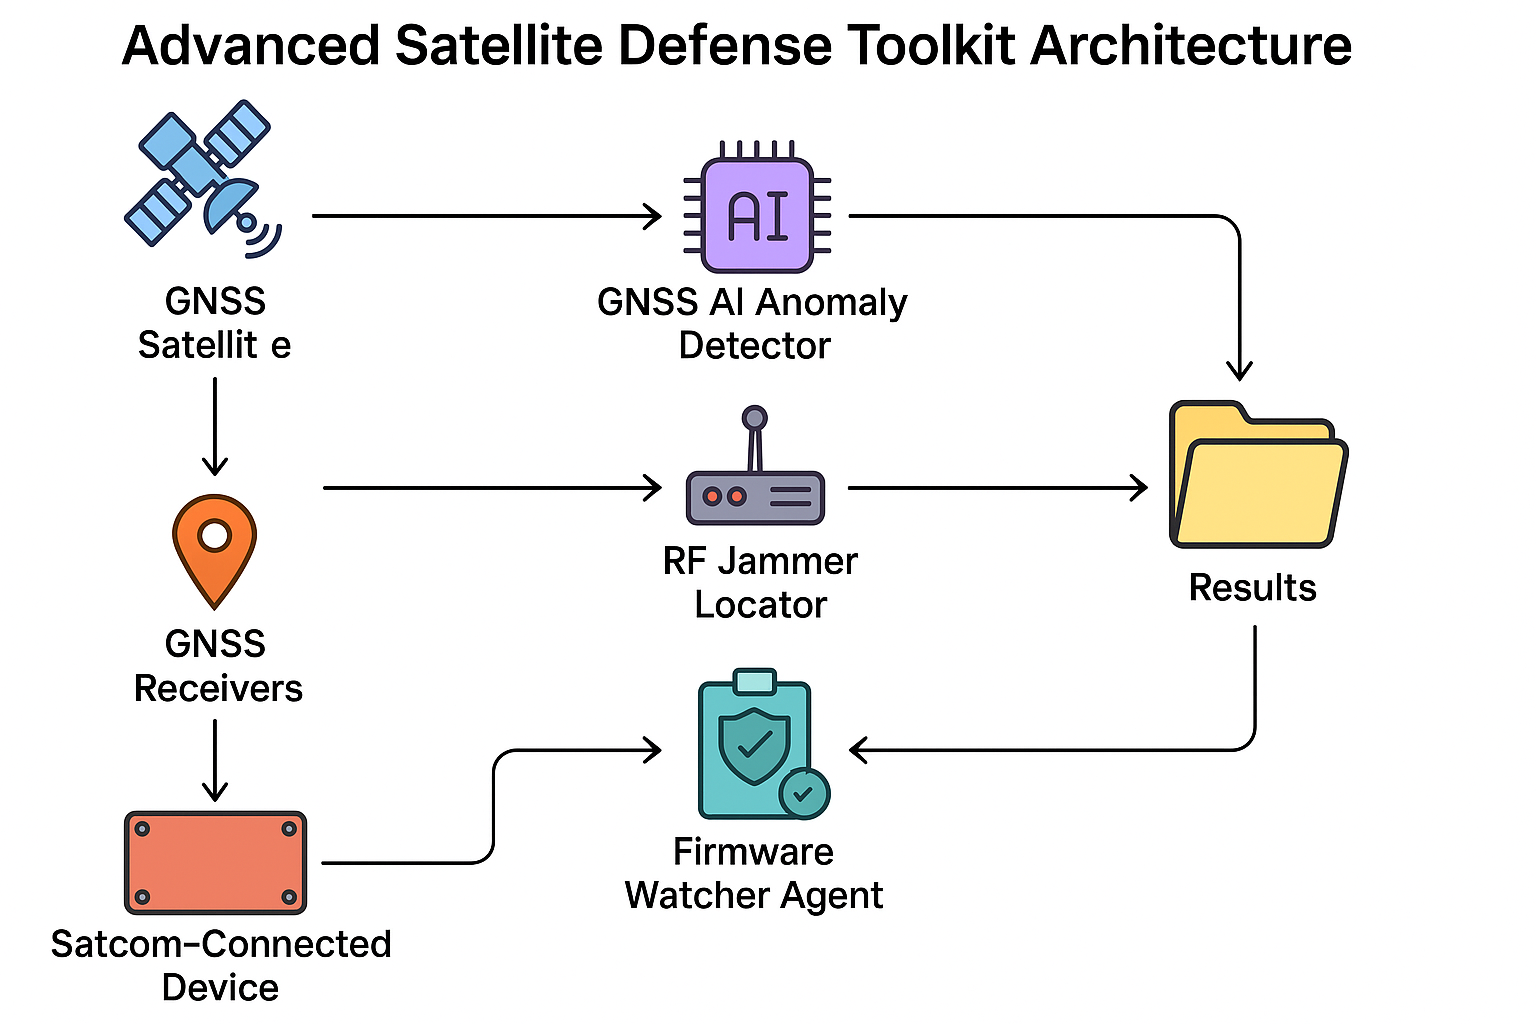 Advanced Satellite Defense Toolkit Architecture
GNSS
Satellit e
AI
GNSS AI Anomaly
Detector
GNSS
Receivers
RF Jammer
Locator
Results
Satcom–Connected
Device
Firmware
Watcher Agent